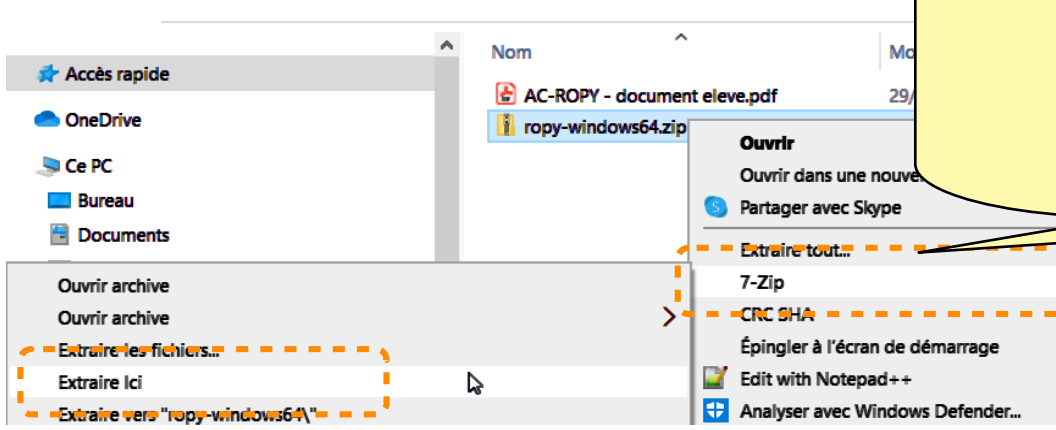 Nom
Mo
Accès rapide
AC-ROPY - document eleve.pdf
29/
OneDrive
ropy-windows64.zip
Ce PC
Bureau
Documents
Ouvrir
Ouvrir dans une nouve
Partager avec Skype
Extraire tout...
7-Zip
CRC SHA
Épingler à l'écran de démarrage
Edit with Notepad++
Analyser avec Windows Defender...
Ouvrir archive
Ouvrir archive
Extraire les fichiers...
Extraire Ici
Extraire vers "ropy-windows64\"